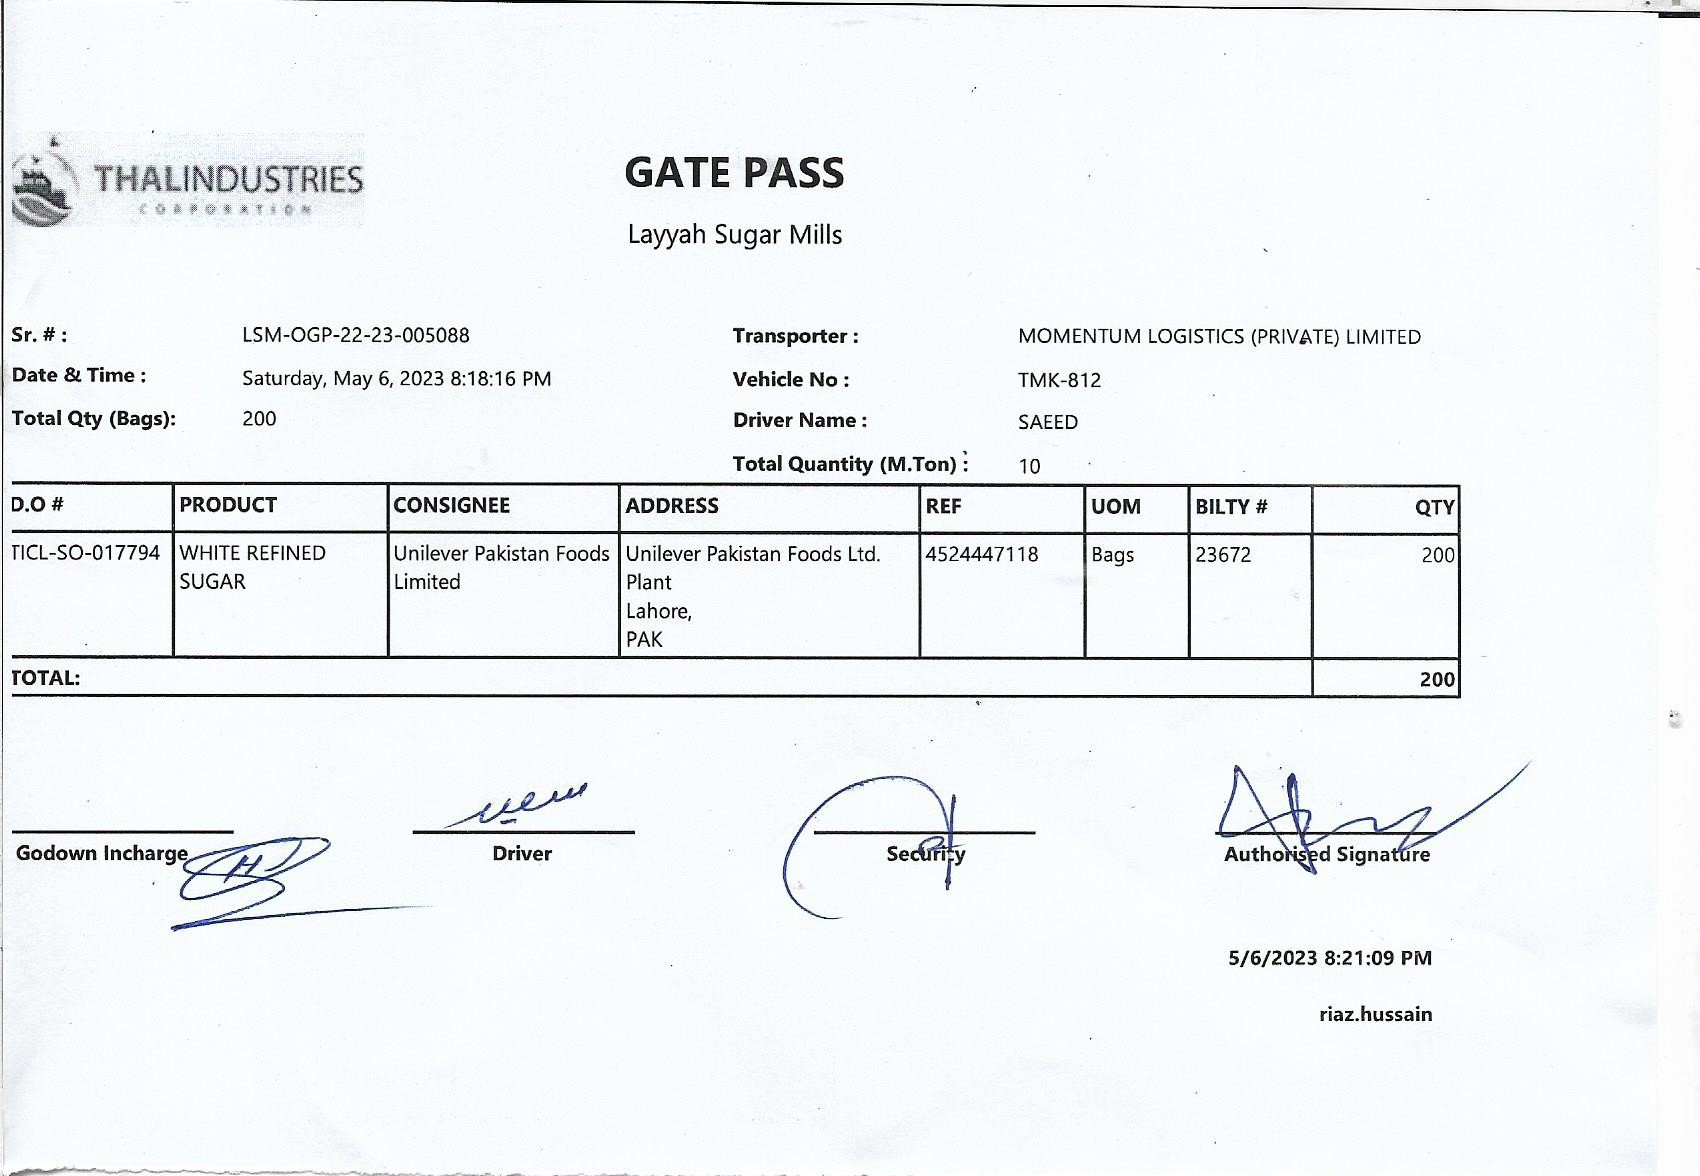 THALINDUSTRIES
CORPORATION
GATE PASS
Layyah Sugar Mills
Sr. # : LSM-OGP-22-23-005088 Transporter : MOMENTUM LOGISTICS (PRIVATE) LIMITED
Date & Time : Saturday, May 6, 2023 8:18:16 PM Vehicle No : TMK-812
Total Qty (Bags): 200 Driver Name : SAEED
Total Quantity (M.Ton) : 10
D.O # PRODUCT CONSIGNEE ADDRESS REF UOM BILTY # QTY
TICL-SO-017794 WHITE REFINED Unilever Pakistan Foods Unilever Pakistan Foods Ltd. 4524447118 Bags 23672 200
SUGAR Limited Plant
Lahore,
PAK
TOTAL: 200
Godown Incharge Driver Security Authorised Signature
5/6/2023 8:21:09 PM
riaz.hussain